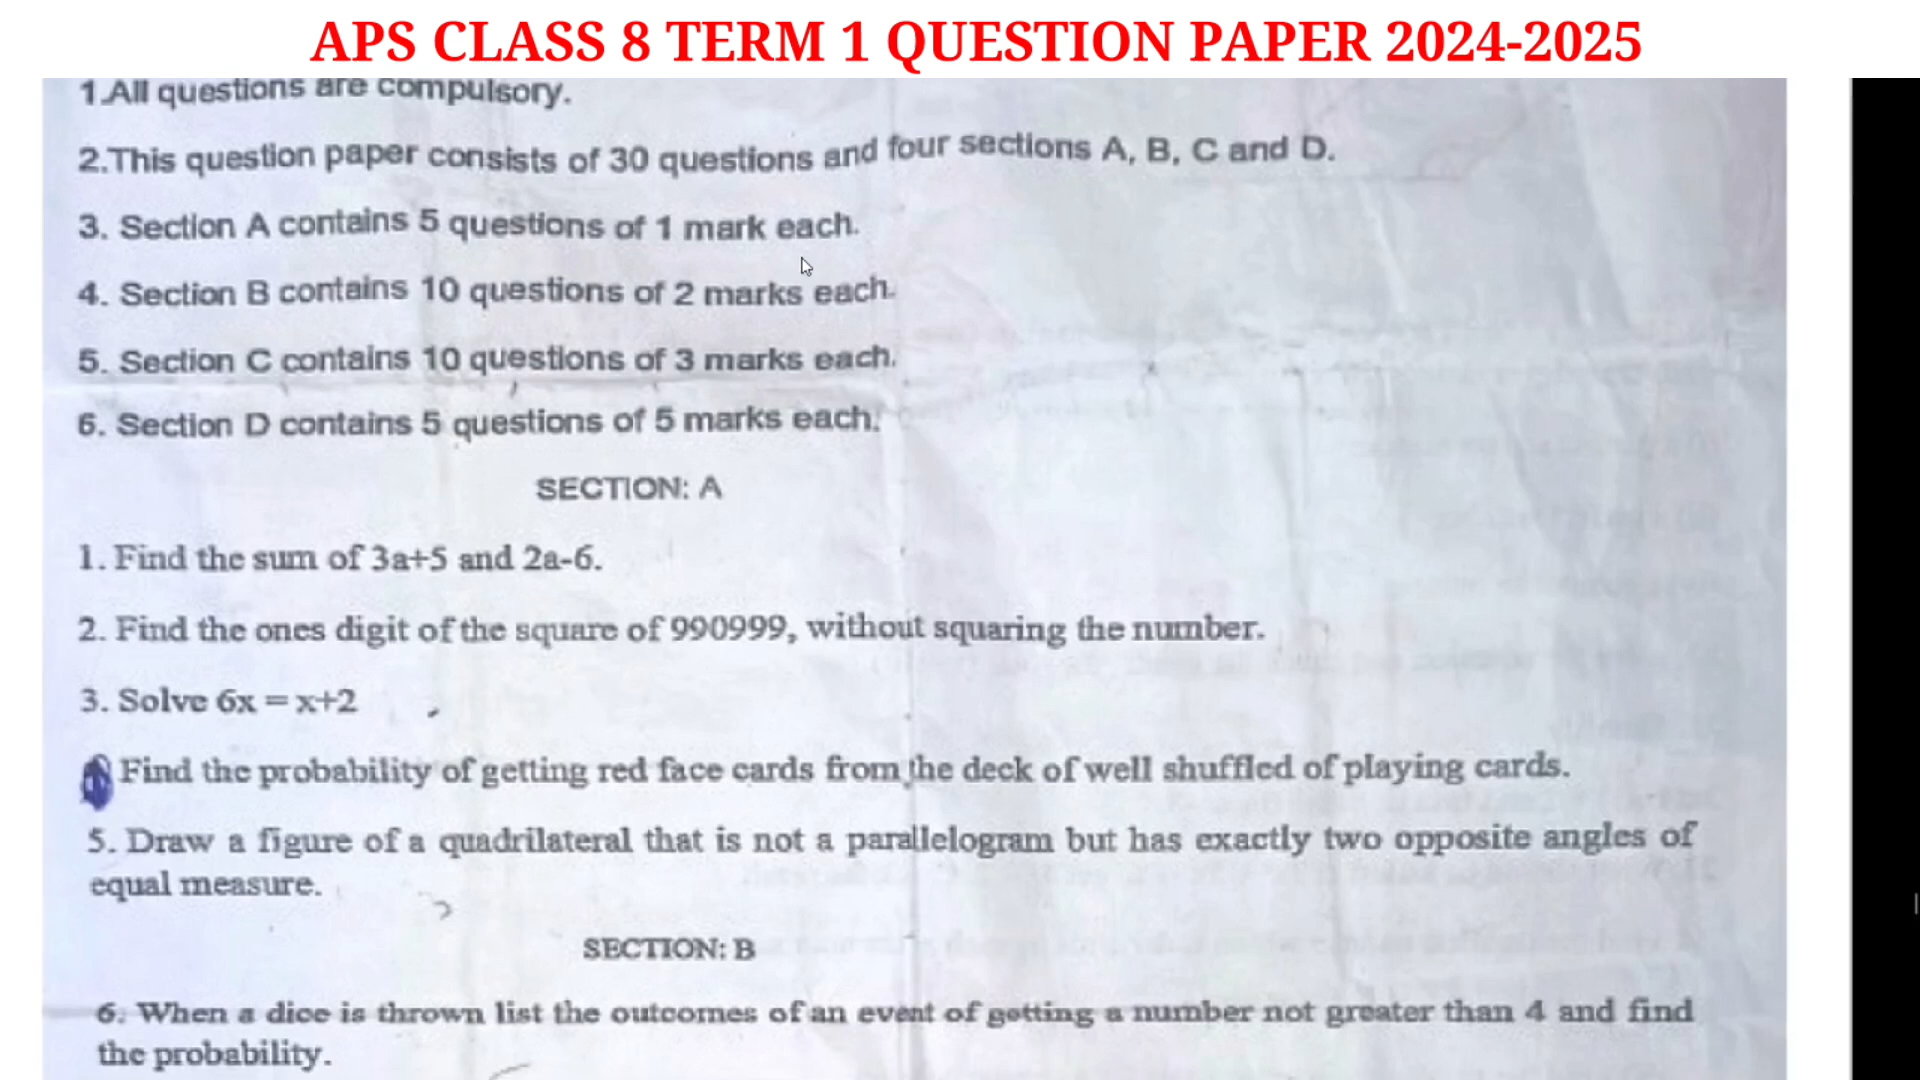 APS CLASS 8 TERM 1 QUESTION PAPER 2024-2025
1.All questions are compulsory.
2.This question paper consists of 30 questions and four sections A, B, C and D.
3. Section A contains 5 questions of 1 mark each.
4. Section B contains 10 questions of 2 marks each.
5. Section C contains 10 questions of 3 marks each.
6. Section D contains 5 questions of 5 marks each.
SECTION: A
1. Find the sum of 3a+5 and 2a-6.
2. Find the ones digit of the square of 990999, without squaring the number.
3. Solve 6x = x+2
Find the probability of getting red face cards from the deck of well shuffled of playing cards.
5. Draw a figure of a quadrilateral that is not a parallelogram but has exactly two opposite angles of
equal measure.
SECTION: B
6. When a dice is thrown list the outcomes of an event of getting a number not greater than 4 and find
the probability.